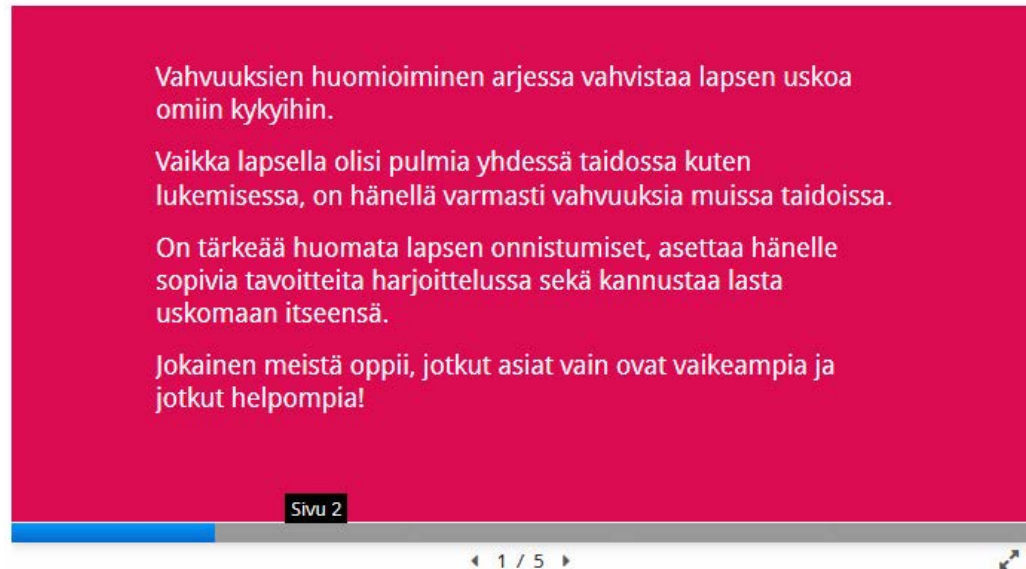 Vahvuuksien huomioiminen arjessa vahvistaa lapsen uskoa
omiin kykyihin.
Vaikka lapsella olisi pulmia yhdessä taidossa kuten
lukemisessa, on hänellä varmasti vahvuuksia muissa taidoissa.
On tärkeää huomata lapsen onnistumiset, asettaa hänelle
sopivia tavoitteita harjoittelussa sekä kannustaa lasta
uskomaan itseensä.
Jokainen meistä oppii, jotkut asiat vain ovat vaikeampia ja
jotkut helpompia!
Sivu 2
1 / 5